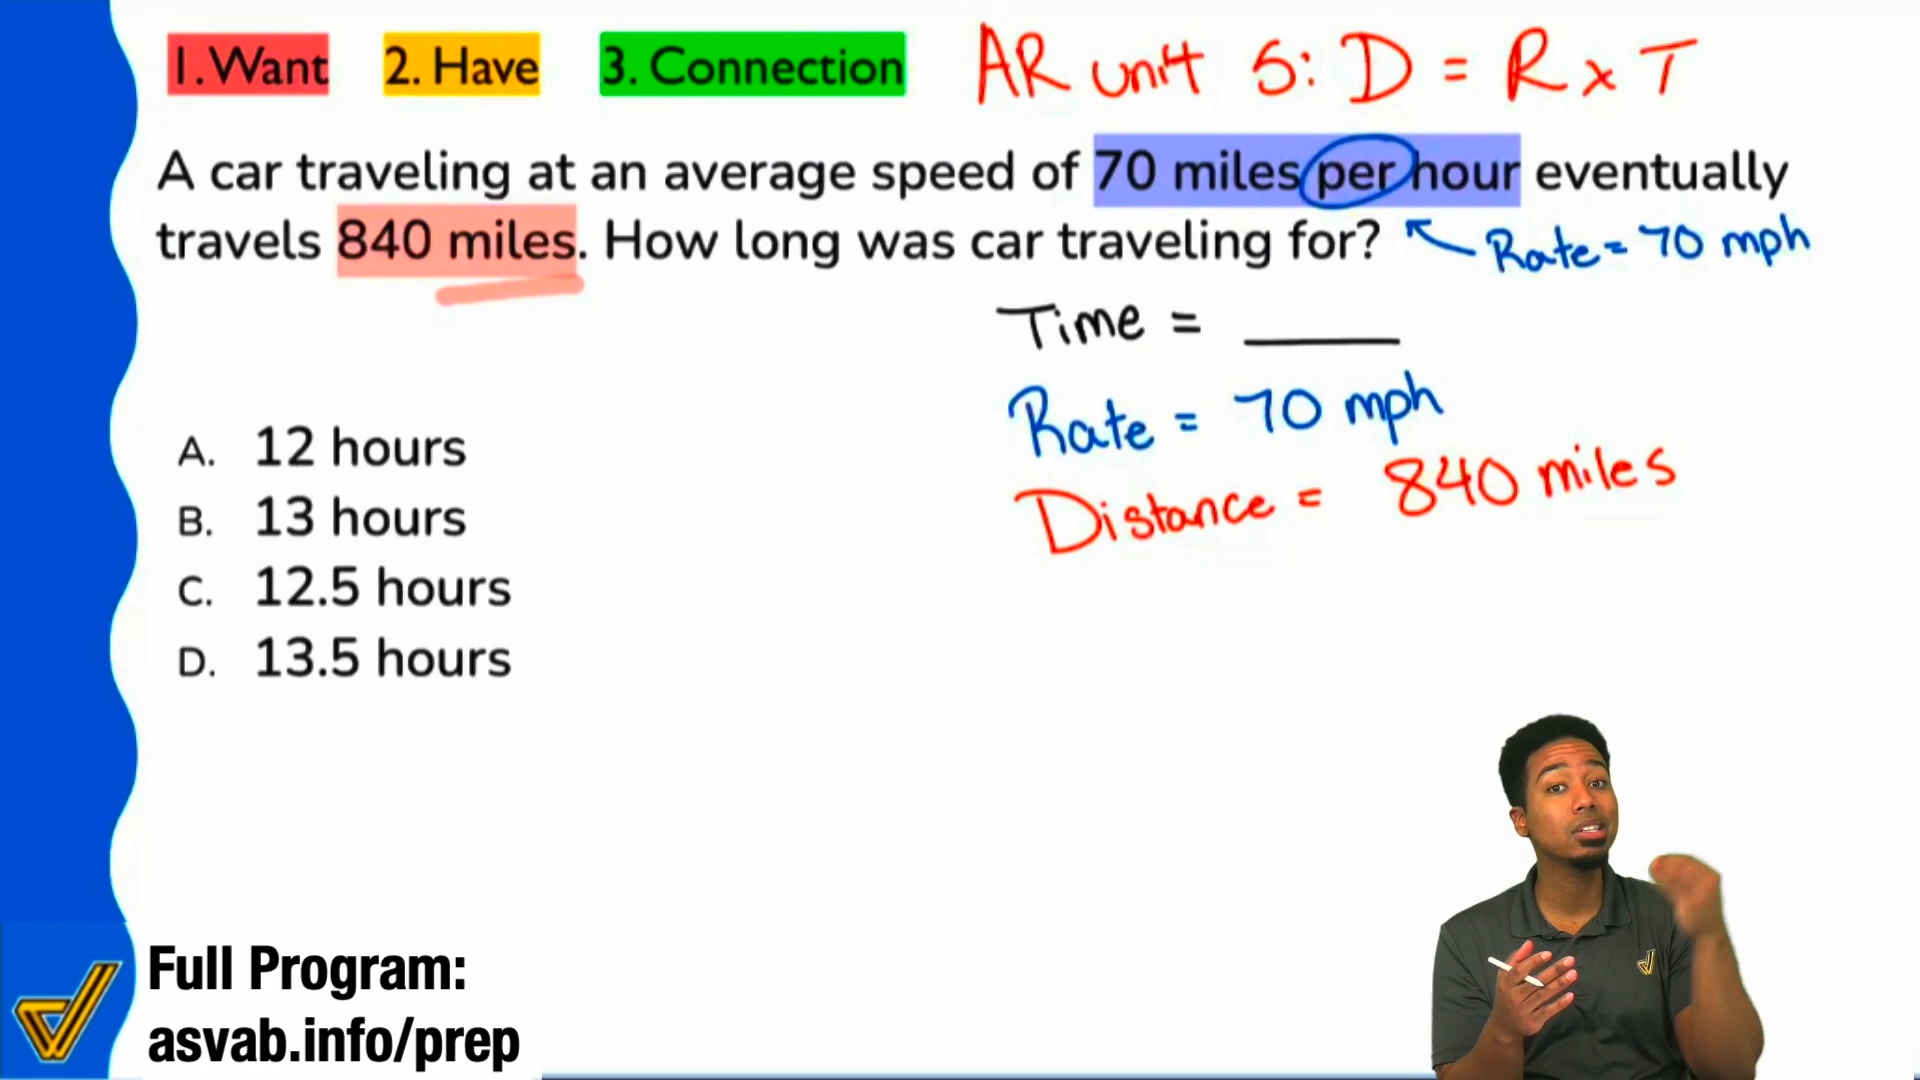 1. Want 2. Have 3. Connection AR unit 5: D = R x T
A car traveling at an average speed of 70 miles per hour eventually
travels 840 miles. How long was car traveling for? Rate = 70 mph
Time = ____
Rate = 70 mph
Distance = 840 miles
A. 12 hours
B. 13 hours
C. 12.5 hours
D. 13.5 hours
Full Program:
asvab.info/prep